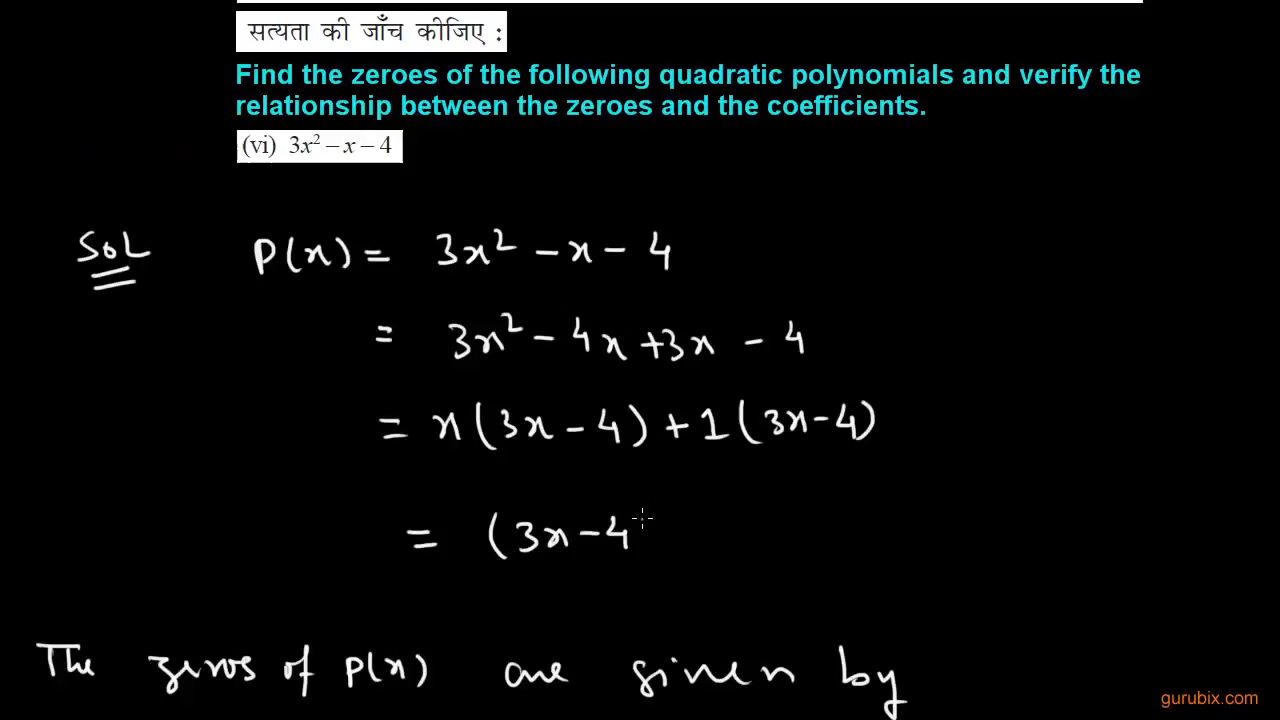 सत्यता की जाँच कीजिए :
Find the zeroes of the following quadratic polynomials and verify the
relationship between the zeroes and the coefficients.
(vi) 3x² – x – 4
SOL P(x) = 3x² - x - 4
= 3x² - 4x + 3x - 4
= x(3x - 4) + 1(3x - 4)
= (3x - 4
The zeros of P(x) are given by
gurubix.com